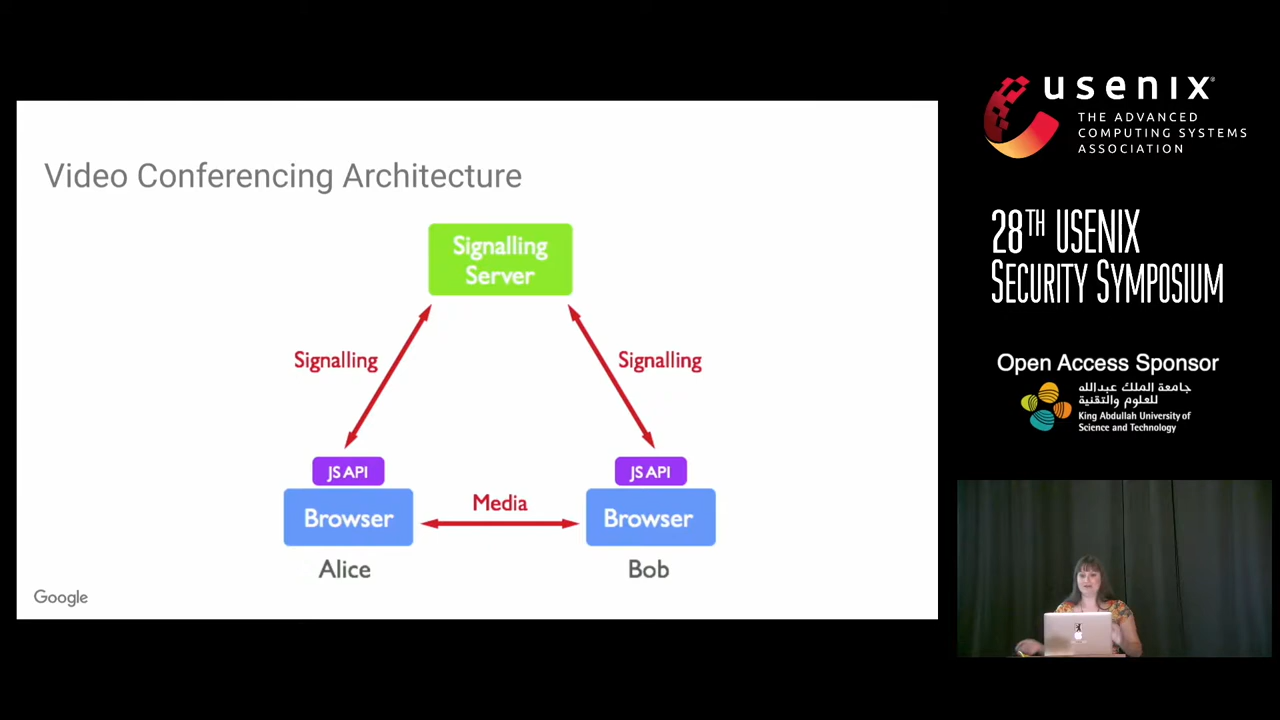 Video Conferencing Architecture
Signalling
Server
Signalling
Signalling
JS API
JS API
Browser
Media
Browser
Alice
Bob
Google
usenix
THE ADVANCED
COMPUTING SYSTEMS
ASSOCIATION
28TH USENIX
SECURITY SYMPOSIUM
Open Access Sponsor
جامعة الملك عبدالله
للعلوم والتقنية
King Abdullah University of
Science and Technology